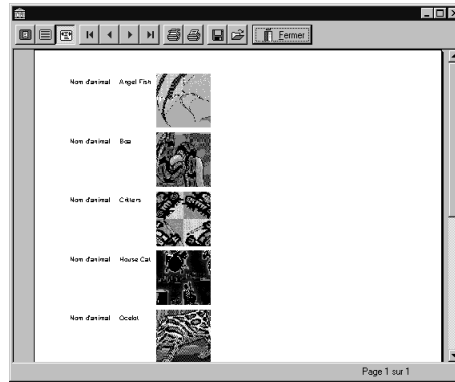 Fermer
Nom d'animal Angel Fish
Nom d'animal Boa
Nom d'animal Critters
Nom d'animal House Cat
Nom d'animal Ocelot
Page 1 sur 1